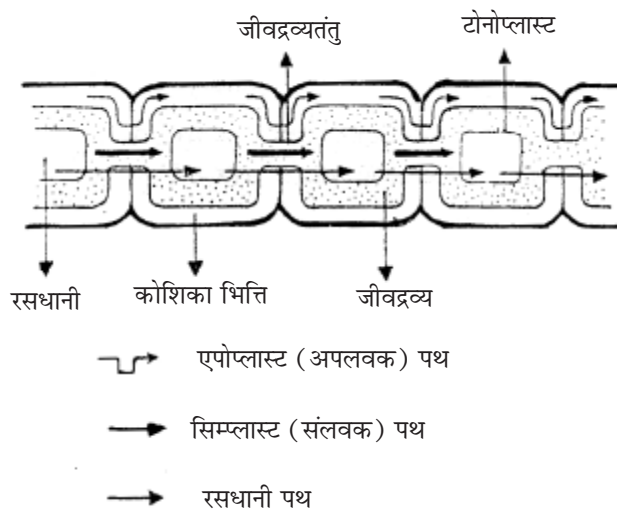 जीवद्रव्यतंतु
टोनोप्लास्ट
रसधानी
कोशिका भित्ति
जीवद्रव्य
एपोप्लास्ट (अपलवक) पथ
सिम्प्लास्ट (संलवक) पथ
रसधानी पथ